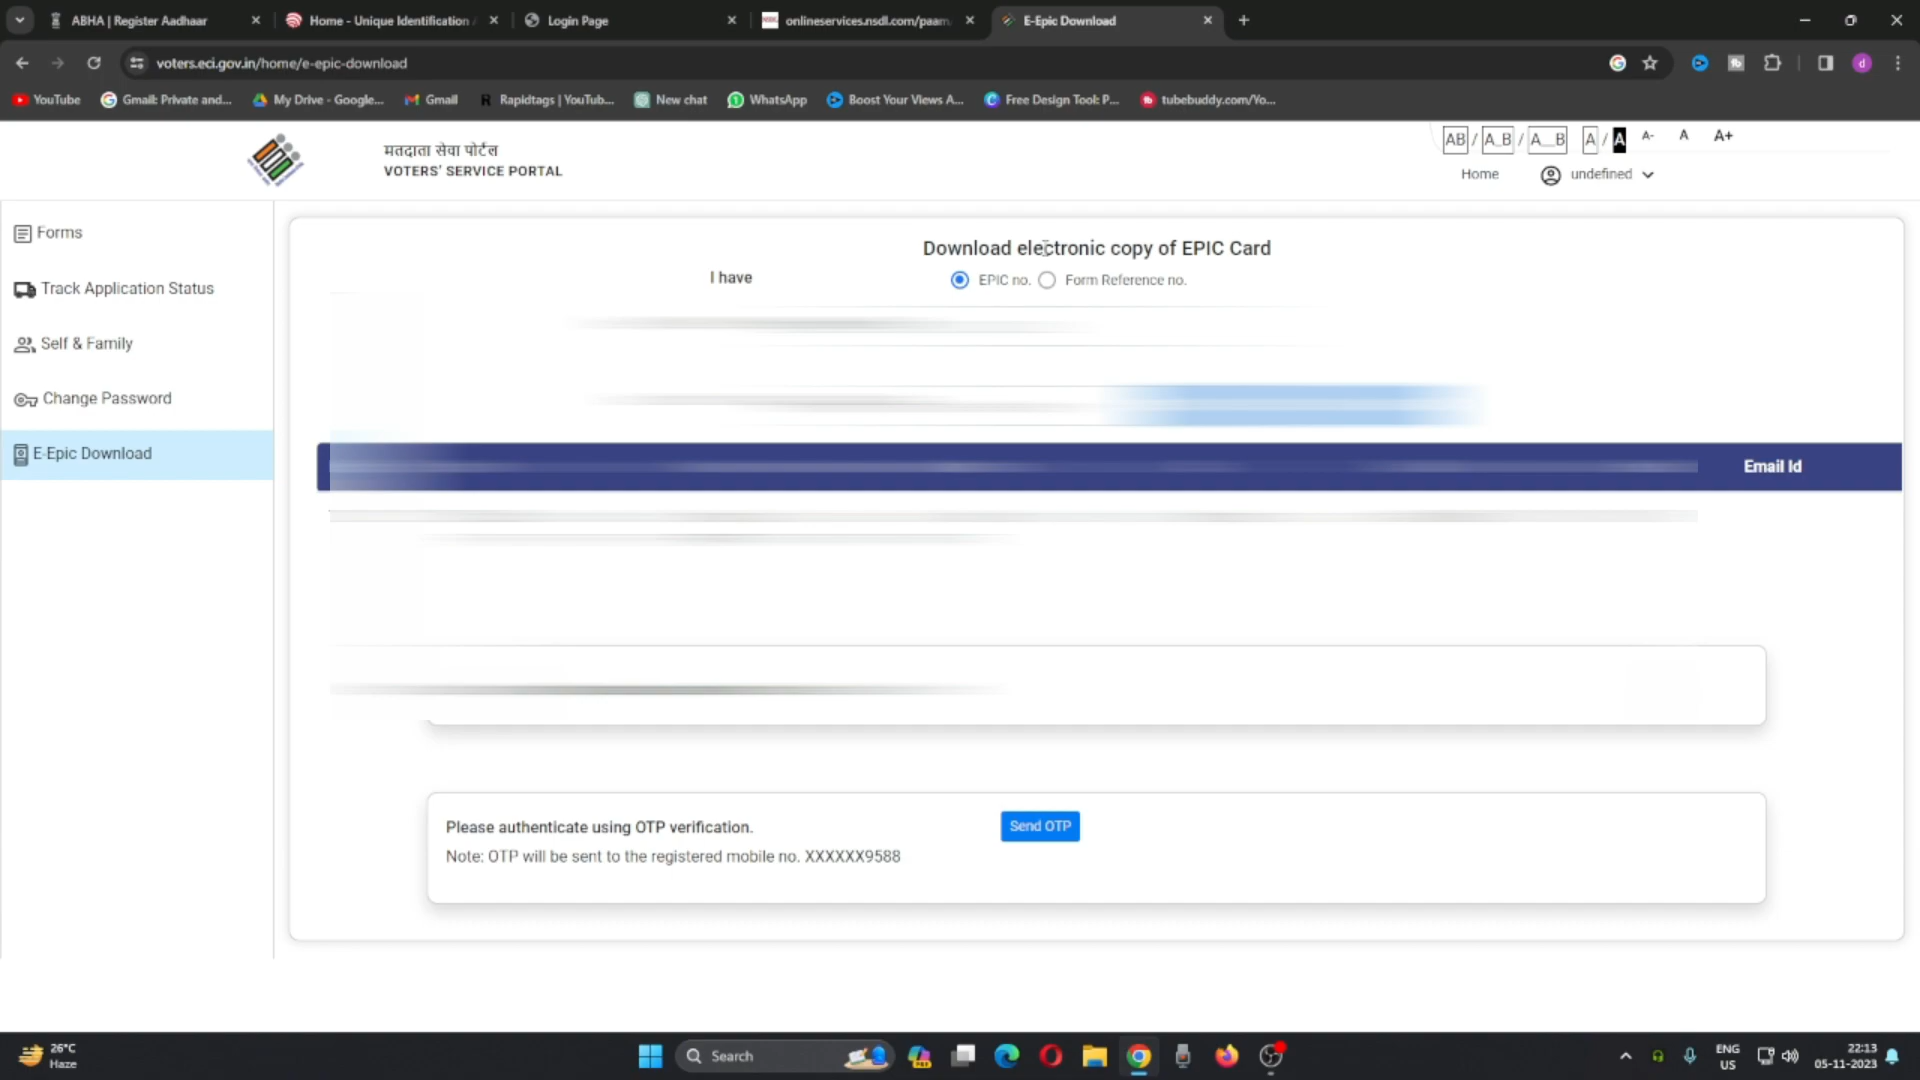 ABHA | Register Aadhaar
Home - Unique Identification
Login Page
onlineservices.nsdl.com/paam
E-Epic Download
voters.eci.gov.in/home/e-epic-download
YouTube
Gmail: Private and...
My Drive - Google...
Gmail
Rapidtags | YouTub...
New chat
WhatsApp
Boost Your Views A...
Free Design Tool: P...
tubebuddy.com/Yo...
मतदाता सेवा पोर्टल
VOTERS' SERVICE PORTAL
AB / A_B / A__B A / A A- A A+
Home
undefined
Forms
Track Application Status
Self & Family
Change Password
E-Epic Download
Download electronic copy of EPIC Card
I have
EPIC no.
Form Reference no.
Email Id
Please authenticate using OTP verification.
Send OTP
Note: OTP will be sent to the registered mobile no. XXXXXX9588
26°C
Haze
Search
ENG
US
22:13
05-11-2023